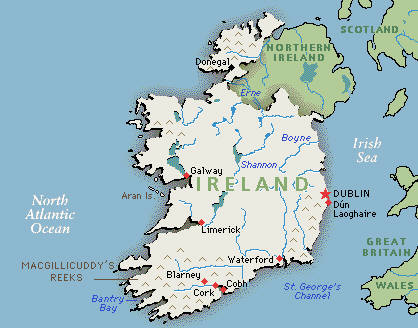 SCOTLAND
NORTHERN
IRELAND
Donegal
Erne
Boyne
Irish
Sea
Shannon
Galway
IRELAND
Aran Is.
DUBLIN
Dún
Laoghaire
North
Atlantic
Ocean
Limerick
GREAT
BRITAIN
Waterford
MACGILLICUDDY'S
REEKS
Blarney
Cobh
Cork
St. George's
Channel
WALES
Bantry
Bay